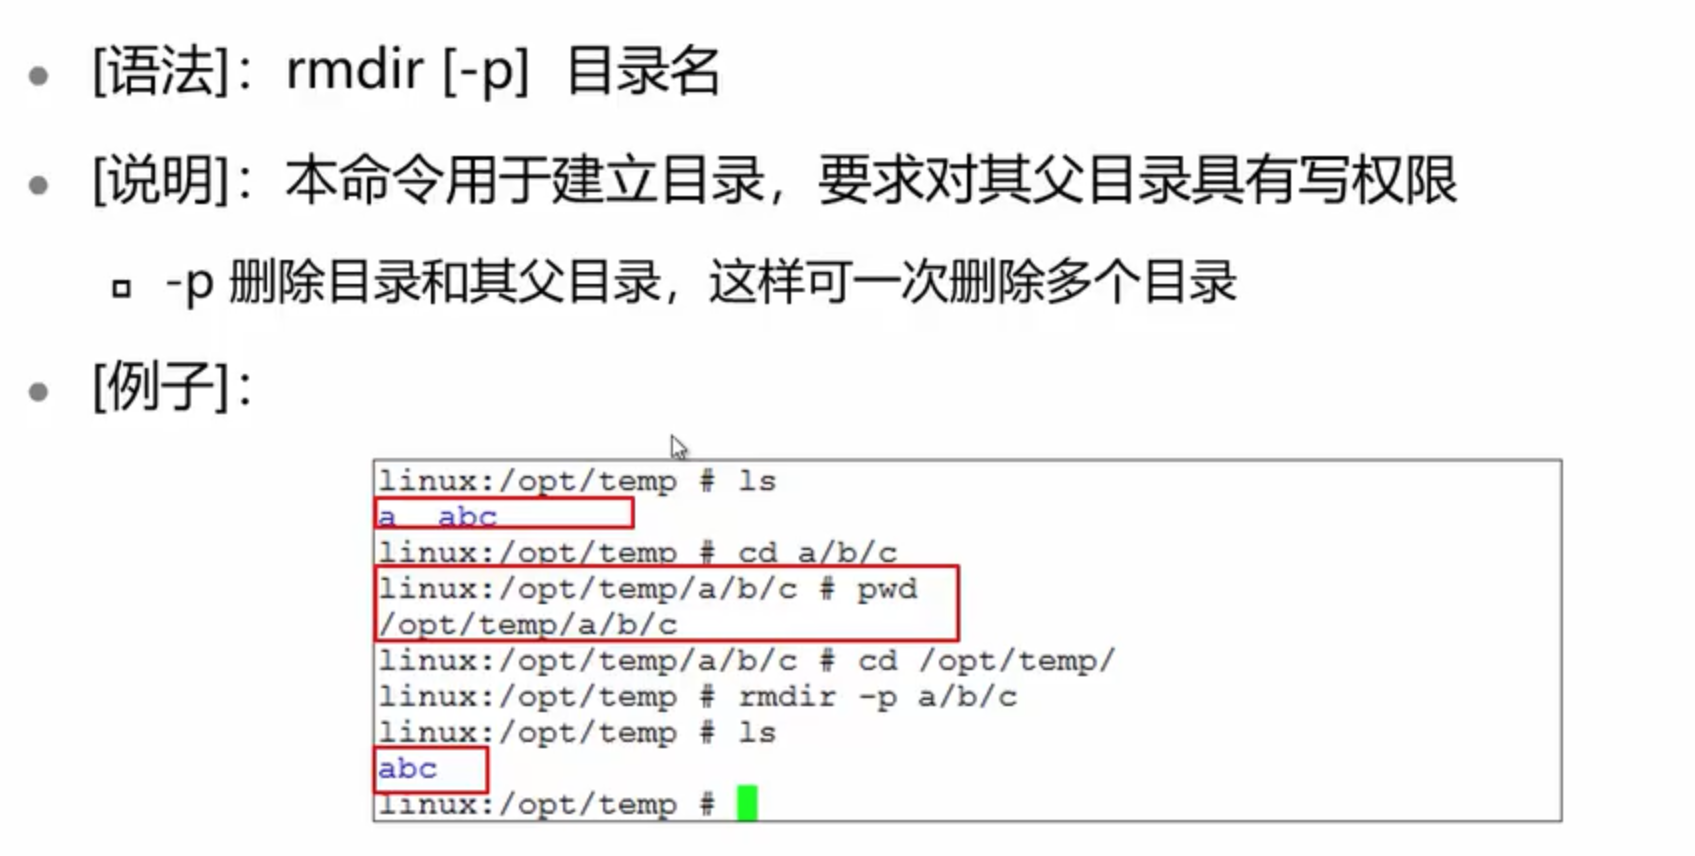 [语法]：rmdir [-p] 目录名
[说明]：本命令用于建立目录，要求对其父目录具有写权限
-p 删除目录和其父目录，这样可一次删除多个目录
[例子]：
linux:/opt/temp # ls
a  abc
linux:/opt/temp # cd a/b/c
linux:/opt/temp/a/b/c # pwd
/opt/temp/a/b/c
linux:/opt/temp/a/b/c # cd /opt/temp/
linux:/opt/temp # rmdir -p a/b/c
linux:/opt/temp # ls
abc
linux:/opt/temp #